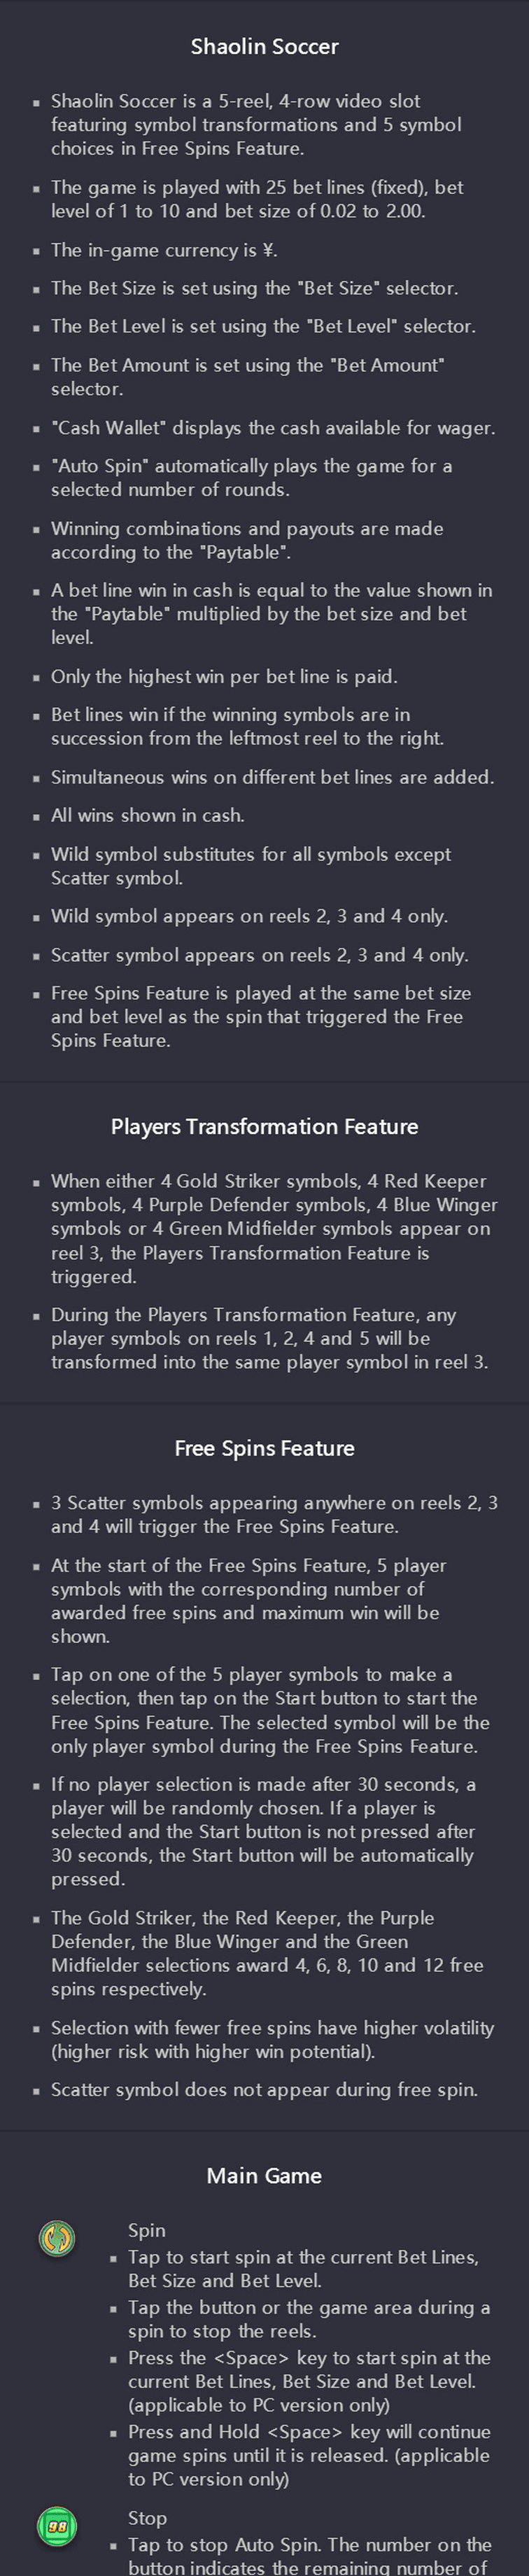 Shaolin Soccer
Shaolin Soccer is a 5-reel, 4-row video slot
featuring symbol transformations and 5 symbol
choices in Free Spins Feature.
The game is played with 25 bet lines (fixed), bet
level of 1 to 10 and bet size of 0.02 to 2.00.
The in-game currency is ¥.
The Bet Size is set using the "Bet Size" selector.
The Bet Level is set using the "Bet Level" selector.
The Bet Amount is set using the "Bet Amount"
selector.
"Cash Wallet" displays the cash available for wager.
"Auto Spin" automatically plays the game for a
selected number of rounds.
Winning combinations and payouts are made
according to the "Paytable".
A bet line win in cash is equal to the value shown in
the "Paytable" multiplied by the bet size and bet
level.
Only the highest win per bet line is paid.
Bet lines win if the winning symbols are in
succession from the leftmost reel to the right.
Simultaneous wins on different bet lines are added.
All wins shown in cash.
Wild symbol substitutes for all symbols except
Scatter symbol.
Wild symbol appears on reels 2, 3 and 4 only.
Scatter symbol appears on reels 2, 3 and 4 only.
Free Spins Feature is played at the same bet size
and bet level as the spin that triggered the Free
Spins Feature.
Players Transformation Feature
When either 4 Gold Striker symbols, 4 Red Keeper
symbols, 4 Purple Defender symbols, 4 Blue Winger
symbols or 4 Green Midfielder symbols appear on
reel 3, the Players Transformation Feature is
triggered.
During the Players Transformation Feature, any
player symbols on reels 1, 2, 4 and 5 will be
transformed into the same player symbol in reel 3.
Free Spins Feature
3 Scatter symbols appearing anywhere on reels 2, 3
and 4 will trigger the Free Spins Feature.
At the start of the Free Spins Feature, 5 player
symbols with the corresponding number of
awarded free spins and maximum win will be
shown.
Tap on one of the 5 player symbols to make a
selection, then tap on the Start button to start the
Free Spins Feature. The selected symbol will be the
only player symbol during the Free Spins Feature.
If no player selection is made after 30 seconds, a
player will be randomly chosen. If a player is
selected and the Start button is not pressed after
30 seconds, the Start button will be automatically
pressed.
The Gold Striker, the Red Keeper, the Purple
Defender, the Blue Winger and the Green
Midfielder selections award 4, 6, 8, 10 and 12 free
spins respectively.
Selection with fewer free spins have higher volatility
(higher risk with higher win potential).
Scatter symbol does not appear during free spin.
Main Game
Spin
Tap to start spin at the current Bet Lines,
Bet Size and Bet Level.
Tap the button or the game area during a
spin to stop the reels.
Press the <Space> key to start spin at the
current Bet Lines, Bet Size and Bet Level.
(applicable to PC version only)
Press and Hold <Space> key will continue
game spins until it is released. (applicable
to PC version only)
98
Stop
Tap to stop Auto Spin. The number on the
button indicates the remaining number of